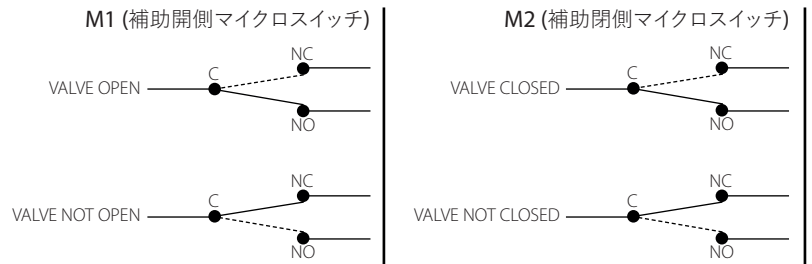 M1 (補助開側マイクロスイッチ)
VALVE OPEN
C
NC
NO
VALVE NOT OPEN
C
NC
NO
M2 (補助閉側マイクロスイッチ)
VALVE CLOSED
C
NC
NO
VALVE NOT CLOSED
C
NC
NO